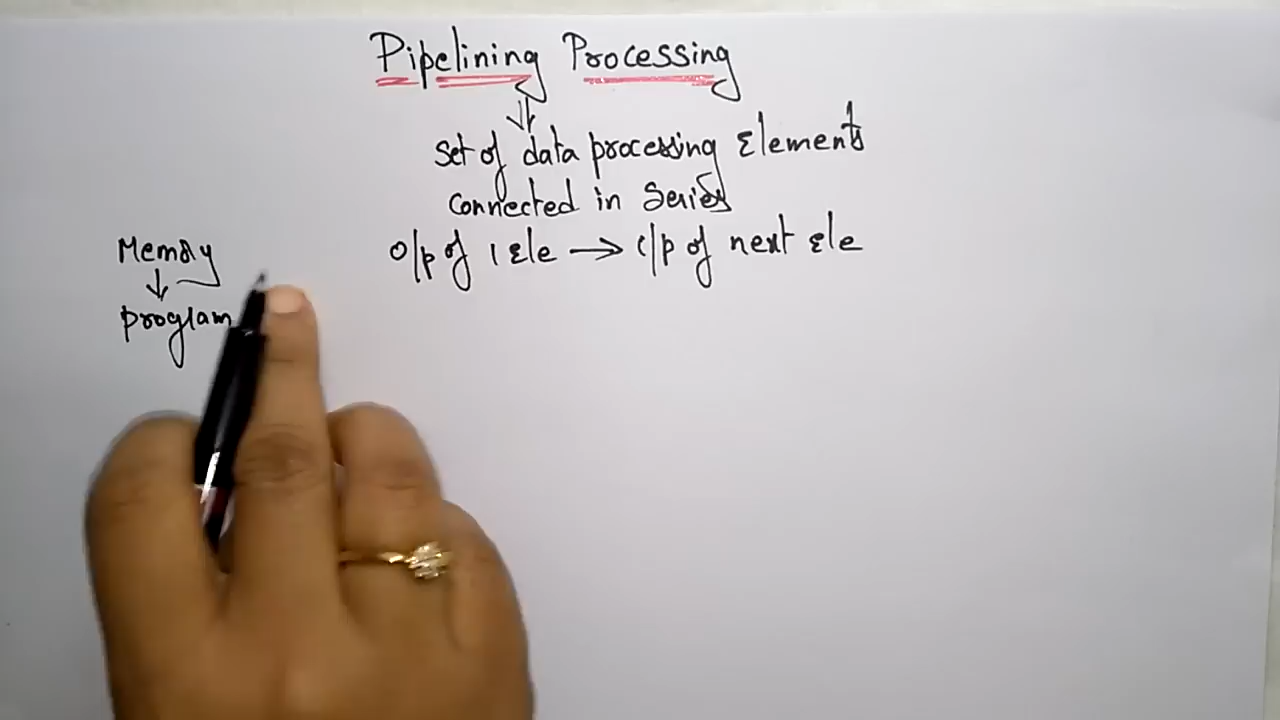 Pipelining Processing
Set of data processing Elements
connected in Series
O/p of 1 Ele → i/p of next Ele
Memory
↓
program